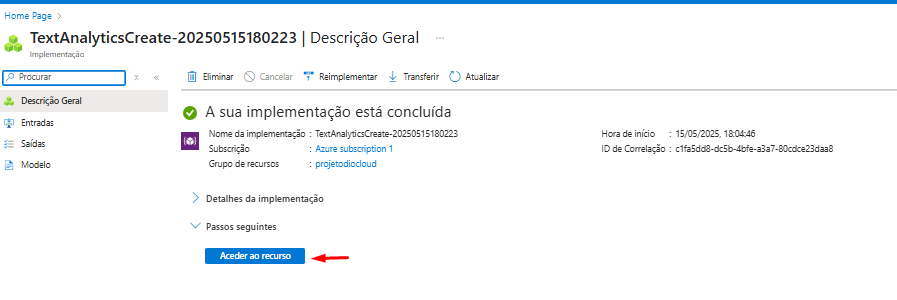 Home Page
TextAnalyticsCreate-20250515180223 | Descrição Geral ...
Implementação
Procurar
Eliminar Cancelar Reimplementar Transferir Atualizar
Descrição Geral
Entradas
Saídas
Modelo
A sua implementação está concluída
Nome da implementação : TextAnalyticsCreate-20250515180223 Hora de início : 15/05/2025, 18:04:46
Subscrição : Azure subscription 1 ID de Correlação : c1fa5dd8-dc5b-4bfe-a3a7-80cdce23daa8
Grupo de recursos : projetodiocloud
Detalhes da implementação
Passos seguintes
Aceder ao recurso